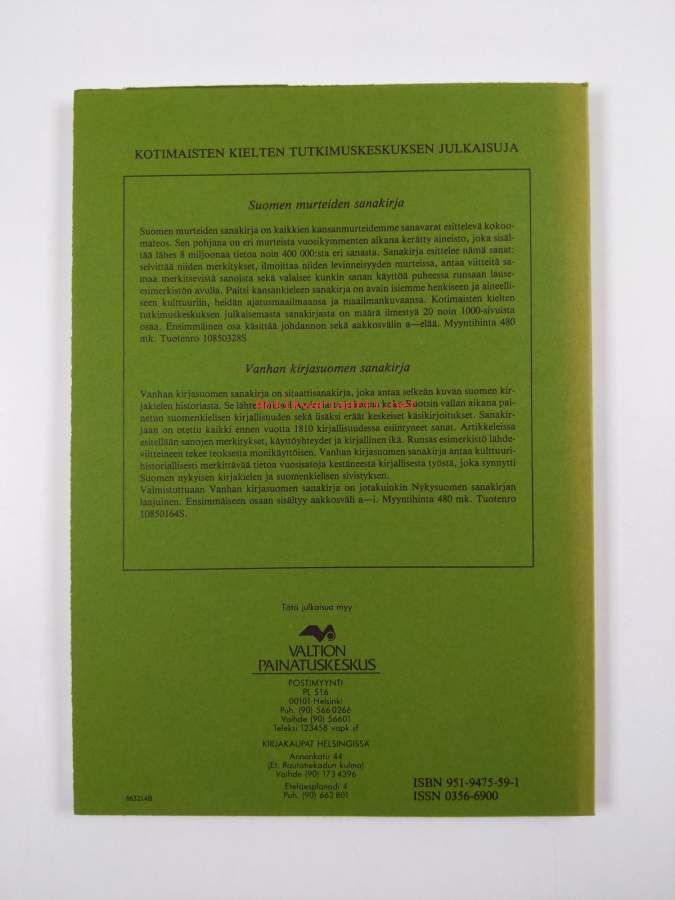 KOTIMAISTEN KIELTEN TUTKIMUSKESKUKSEN JULKAISUJA
Suomen murteiden sanakirja
Suomen murteiden sanakirja on kaikkien kansanmurteidemme sanavarat esittelevä kokoo-
mateos. Sen pohjana on eri murteista vuosikymmenten aikana kerätty aineisto, joka sisäl-
tää lähes 8 miljoonaa tietoa noin 400 000:sta eri sanasta. Sanakirja esittelee nämä sanat:
selvittää niiden merkitykset, ilmoittaa niiden levinneisyyden murteissa, antaa viitteitä sa-
maa merkitsevistä sanoista sekä valaisee kunkin sanan käyttöä puheessa runsaan lause-
esimerkistön avulla. Paitsi kansankieleen sanakirja on avain isiemme henkiseen ja aineelli-
seen kulttuuriin, heidän ajatusmaailmaansa ja maailmankuvaansa. Kotimaisten kielten
tutkimuskeskuksen julkaisemasta sanakirjasta on määrä ilmestyä 20 noin 1000-sivuista
osaa. Ensimmäinen osa käsittää johdannon sekä aakkosvälin a—elää. Myyntihinta 480
mk. Tuotenro 10850328S
Vanhan kirjasuomen sanakirja
Vanhan kirjasuomen sanakirja on sitaattisanakirja, joka antaa selkeän kuvan suomen kir-
jakielen historiasta. Se lähteinä koko Ruotsin vallan aikana pai-
netun suomenkielisen kirjallisuuden sekä lisäksi eräät keskeiset käsikirjoitukset. Sanakir-
jaan on otettu kaikki ennen vuotta 1810 kirjallisuudessa esiintyneet sanat. Artikkeleissa
esitellään sanojen merkitykset, käyttöyhteydet ja kirjallinen ikä. Runsas esimerkistö lähde-
viitteineen tekee teoksesta monikäyttöisen. Vanhan kirjasuomen sanakirja antaa kulttuuri-
historiallisesti merkittävää tietoa vuosisatoja kestäneestä kirjallisesta työstä, joka synnytti
Suomen nykyisen kirjakielen ja suomenkielisen sivistyksen.
Valmistuttuaan Vanhan kirjasuomen sanakirja on jotakuinkin Nykysuomen sanakirjan
laajuinen. Ensimmäiseen osaan sisältyy aakkosväli a—i. Myyntihinta 480 mk. Tuotenro
10850164S.
Tätä julkaisua myy
VALTION
PAINATUSKESKUS
POSTIMYYNTI
PL 516
00101 Helsinki
Puh. (90) 566 0266
Vaihde (90) 56601
Teleksi 123458 vapk sf
KIRJAKAUPAT HELSINGISSÄ
Annankatu 44
(Et. Rautatiekadun kulma)
Vaihde (90) 173 4396
Eteläesplanadi 4
Puh. (90) 663 801
ISBN 951-9475-59-1
ISSN 0356-6900